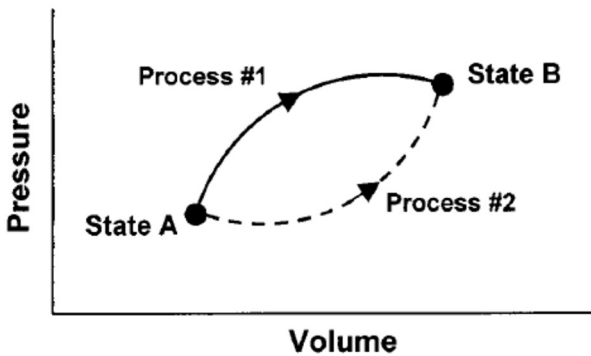 Process #1
State B
Pressure
State A
Process #2
Volume